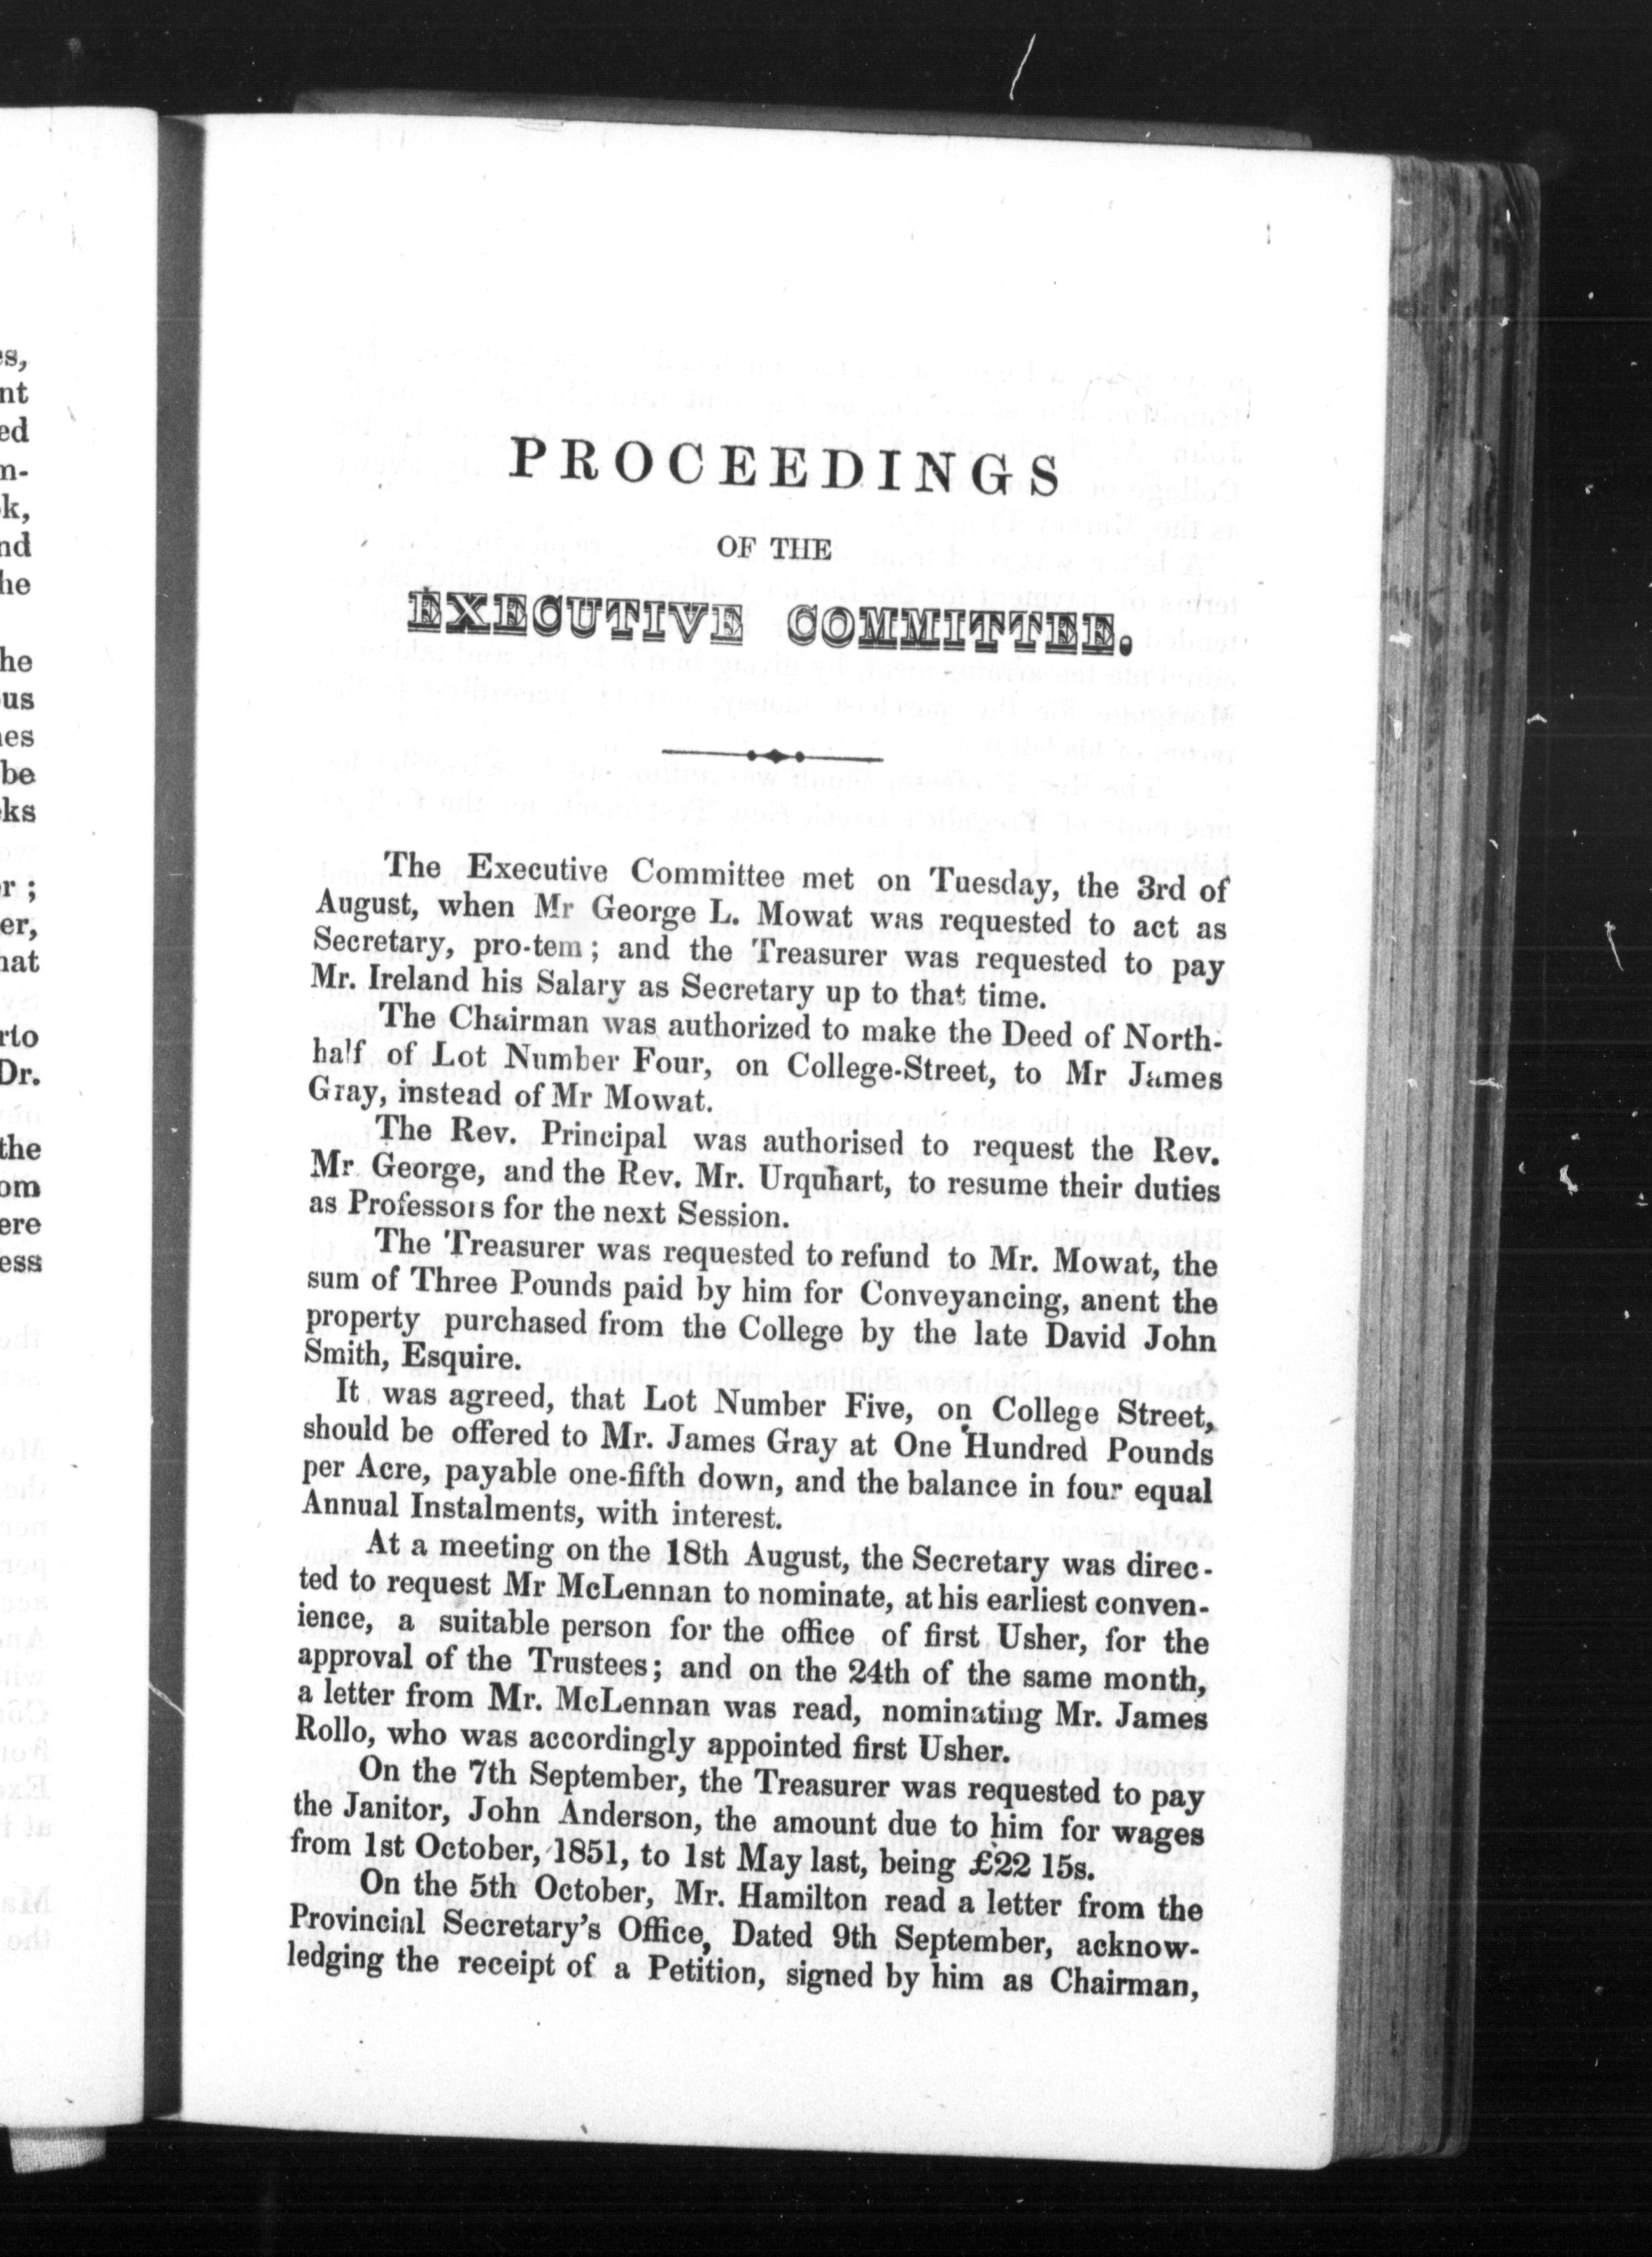 PROCEEDINGS
OF THE
EXECUTIVE COMMITTEE.
The Executive Committee met on Tuesday, the 3rd of
August, when Mr George L. Mowat was requested to act as
Secretary, pro-tem; and the Treasurer was requested to pay
Mr. Ireland his Salary as Secretary up to that time.
The Chairman was authorized to make the Deed of North-
half of Lot Number Four, on College-Street, to Mr James
Gray, instead of Mr Mowat.
The Rev. Principal was authorised to request the Rev.
Mr George, and the Rev. Mr. Urquhart, to resume their duties
as Professors for the next Session.
The Treasurer was requested to refund to Mr. Mowat, the
sum of Three Pounds paid by him for Conveyancing, anent the
property purchased from the College by the late David John
Smith, Esquire.
It was agreed, that Lot Number Five, on College Street,
should be offered to Mr. James Gray at One Hundred Pounds
per Acre, payable one-fifth down, and the balance in four equal
Annual Instalments, with interest.
At a meeting on the 18th August, the Secretary was direc-
ted to request Mr McLennan to nominate, at his earliest conven-
ience, a suitable person for the office of first Usher, for the
approval of the Trustees; and on the 24th of the same month,
a letter from Mr. McLennan was read, nominating Mr. James
Rollo, who was accordingly appointed first Usher.
On the 7th September, the Treasurer was requested to pay
the Janitor, John Anderson, the amount due to him for wages
from 1st October, 1851, to 1st May last, being £22 15s.
On the 5th October, Mr. Hamilton read a letter from the
Provincial Secretary's Office, Dated 9th September, acknow-
ledging the receipt of a Petition, signed by him as Chairman,